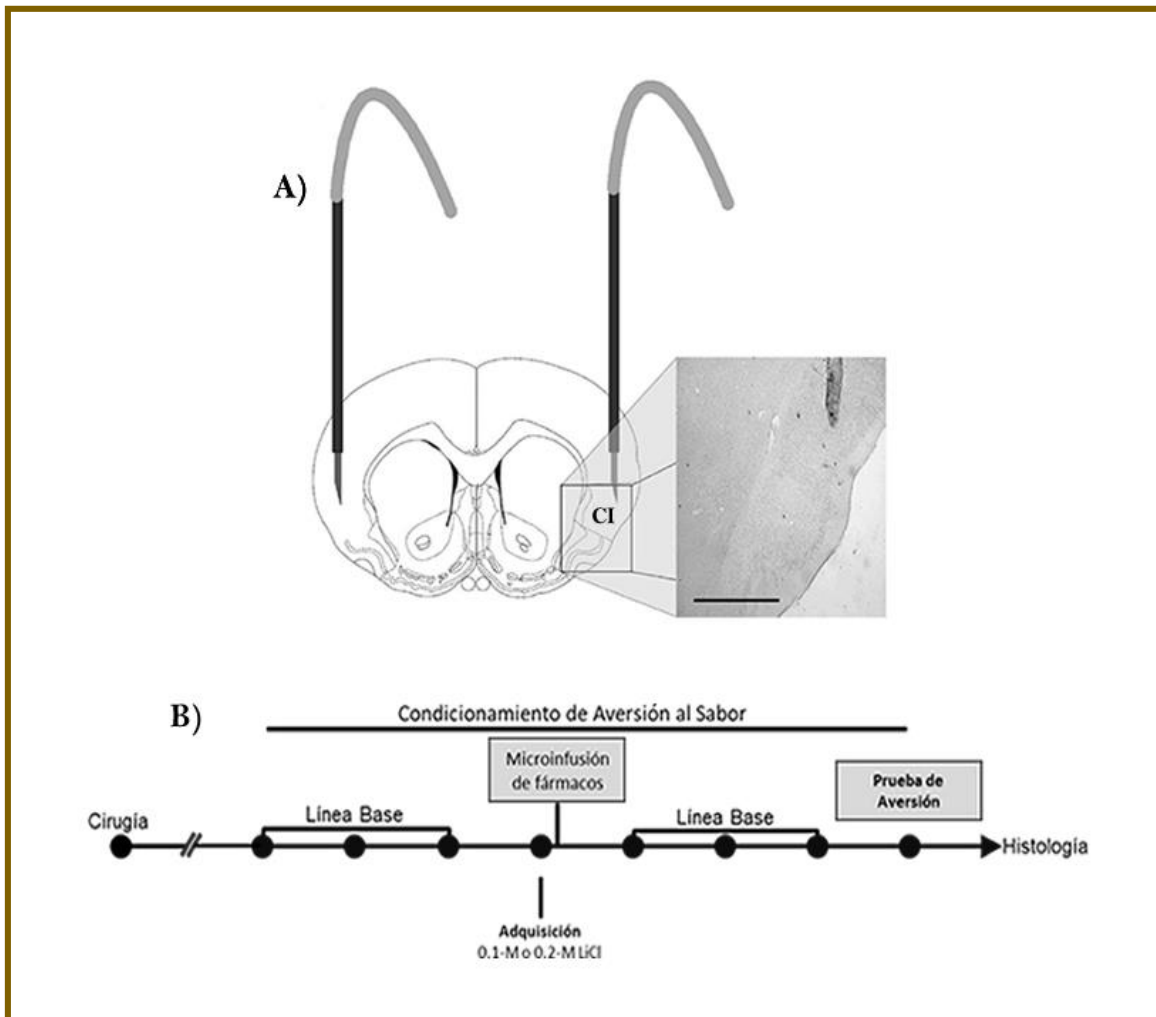 A)
CI
B)
Condicionamiento de Aversión al Sabor
Microinfusión
de fármacos
Prueba de
Aversión
Cirugía
Línea Base
Línea Base
Histología
Adquisición
0.1-M o 0.2-M LiCl